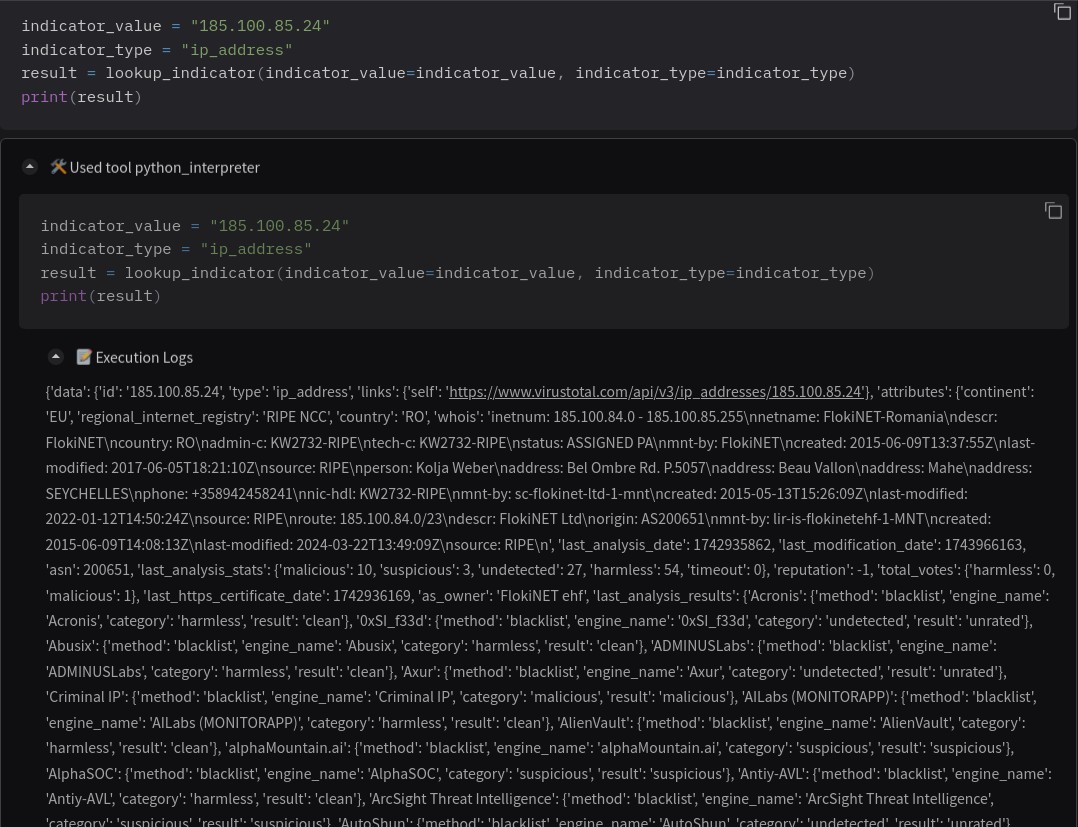 indicator_value = "185.100.85.24"
indicator_type = "ip_address"
result = lookup_indicator(indicator_value=indicator_value, indicator_type=indicator_type)
print(result)
🛠️ Used tool python_interpreter
indicator_value = "185.100.85.24"
indicator_type = "ip_address"
result = lookup_indicator(indicator_value=indicator_value, indicator_type=indicator_type)
print(result)
📝 Execution Logs
{'data': {'id': '185.100.85.24', 'type': 'ip_address', 'links': {'self': 'https://www.virustotal.com/api/v3/ip_addresses/185.100.85.24'}, 'attributes': {'continent':
'EU', 'regional_internet_registry': 'RIPE NCC', 'country': 'RO', 'whois': 'inetnum: 185.100.84.0 - 185.100.85.255\nnetname: FlokiNET-Romania\ndescr:
FlokiNET\ncountry: RO\nadmin-c: KW2732-RIPE\ntech-c: KW2732-RIPE\nstatus: ASSIGNED PA\nmnt-by: FlokiNET\ncreated: 2015-06-09T13:37:55Z\nlast-
modified: 2017-06-05T18:21:10Z\nsource: RIPE\nperson: Kolja Weber\naddress: Bel Ombre Rd. P.5057\naddress: Beau Vallon\naddress: Mahe\naddress:
SEYCHELLES\nphone: +358942458241\nnic-hdl: KW2732-RIPE\nmnt-by: sc-flokinet-ltd-1-mnt\ncreated: 2015-05-13T15:26:09Z\nlast-modified:
2022-01-12T14:50:24Z\nsource: RIPE\nroute: 185.100.84.0/23\ndescr: FlokiNET Ltd\norigin: AS200651\nmnt-by: lir-is-flokinetehf-1-MNT\ncreated:
2015-06-09T14:08:13Z\nlast-modified: 2024-03-22T13:49:09Z\nsource: RIPE\n', 'last_analysis_date': 1742935862, 'last_modification_date': 1743966163,
'asn': 200651, 'last_analysis_stats': {'malicious': 10, 'suspicious': 3, 'undetected': 27, 'harmless': 54, 'timeout': 0}, 'reputation': -1, 'total_votes': {'harmless': 0,
'malicious': 1}, 'last_https_certificate_date': 1742936169, 'as_owner': 'FlokiNET ehf', 'last_analysis_results': {'Acronis': {'method': 'blacklist', 'engine_name':
'Acronis', 'category': 'harmless', 'result': 'clean'}, '0xSI_f33d': {'method': 'blacklist', 'engine_name': '0xSI_f33d', 'category': 'undetected', 'result': 'unrated'},
'Abusix': {'method': 'blacklist', 'engine_name': 'Abusix', 'category': 'harmless', 'result': 'clean'}, 'ADMINUSLabs': {'method': 'blacklist', 'engine_name':
'ADMINUSLabs', 'category': 'harmless', 'result': 'clean'}, 'Axur': {'method': 'blacklist', 'engine_name': 'Axur', 'category': 'undetected', 'result': 'unrated'},
'Criminal IP': {'method': 'blacklist', 'engine_name': 'Criminal IP', 'category': 'malicious', 'result': 'malicious'}, 'AILabs (MONITORAPP)': {'method': 'blacklist',
'engine_name': 'AILabs (MONITORAPP)', 'category': 'harmless', 'result': 'clean'}, 'AlienVault': {'method': 'blacklist', 'engine_name': 'AlienVault', 'category':
'harmless', 'result': 'clean'}, 'alphaMountain.ai': {'method': 'blacklist', 'engine_name': 'alphaMountain.ai', 'category': 'suspicious', 'result': 'suspicious'},
'AlphaSOC': {'method': 'blacklist', 'engine_name': 'AlphaSOC', 'category': 'suspicious', 'result': 'suspicious'}, 'Antiy-AVL': {'method': 'blacklist', 'engine_name':
'Antiy-AVL', 'category': 'harmless', 'result': 'clean'}, 'ArcSight Threat Intelligence': {'method': 'blacklist', 'engine_name': 'ArcSight Threat Intelligence',
'category': 'suspicious', 'result': 'suspicious'}, 'AutoShun': {'method': 'blacklist', 'engine_name': 'AutoShun', 'category': 'undetected', 'result': 'unrated'}